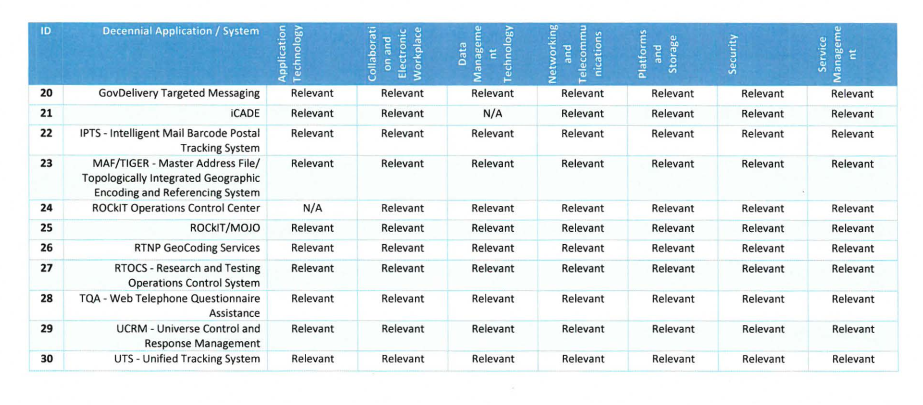 ID Decennial Application / System Application Technology Collaborati on and Electronic Workplace Data Manageme nt Technology Networking and Telecommu nications Platforms and Storage Security Service Manageme nt
20 GovDelivery Targeted Messaging Relevant Relevant Relevant Relevant Relevant Relevant Relevant
21 iCADE Relevant Relevant N/A Relevant Relevant Relevant Relevant
22 IPTS - Intelligent Mail Barcode Postal Relevant Relevant Relevant Relevant Relevant Relevant Relevant
Tracking System
23 MAF/TIGER - Master Address File/ Relevant Relevant Relevant Relevant Relevant Relevant Relevant
Topologically Integrated Geographic
Encoding and Referencing System
24 ROCkIT Operations Control Center N/A Relevant Relevant Relevant Relevant Relevant Relevant
25 ROCkIT/MOJO Relevant Relevant Relevant Relevant Relevant Relevant Relevant
26 RTNP GeoCoding Services Relevant Relevant Relevant Relevant Relevant Relevant Relevant
27 RTOCS - Research and Testing Relevant Relevant Relevant Relevant Relevant Relevant Relevant
Operations Control System
28 TQA - Web Telephone Questionnaire Relevant Relevant Relevant Relevant Relevant Relevant Relevant
Assistance
29 UCRM - Universe Control and Relevant Relevant Relevant Relevant Relevant Relevant Relevant
Response Management
30 UTS - Unified Tracking System Relevant Relevant Relevant Relevant Relevant Relevant Relevant